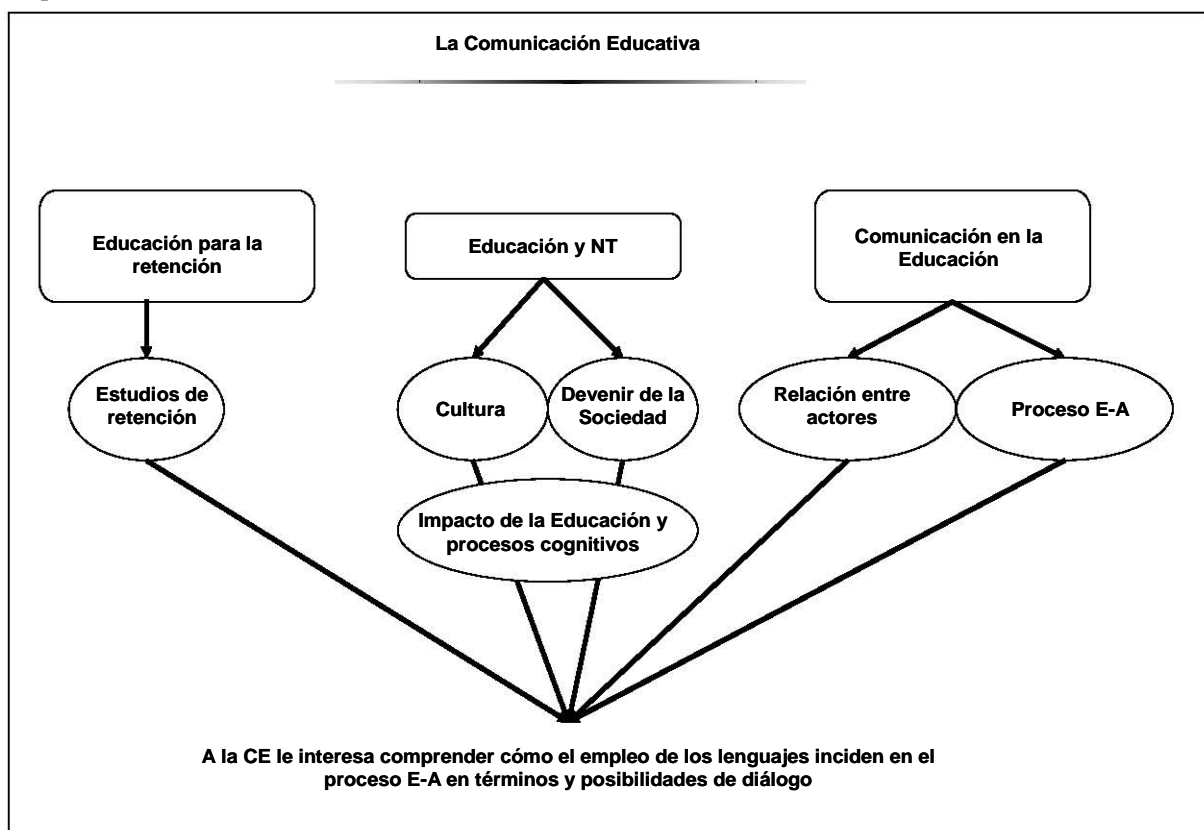 La Comunicación Educativa
Educación para la
retención
Educación y NT
Comunicación en la
Educación
Estudios de
retención
Cultura
Devenir de la
Sociedad
Relación entre
actores
Proceso E-A
Impacto de la Educación y
procesos cognitivos
A la CE le interesa comprender cómo el empleo de los lenguajes inciden en el
proceso E-A en términos y posibilidades de diálogo